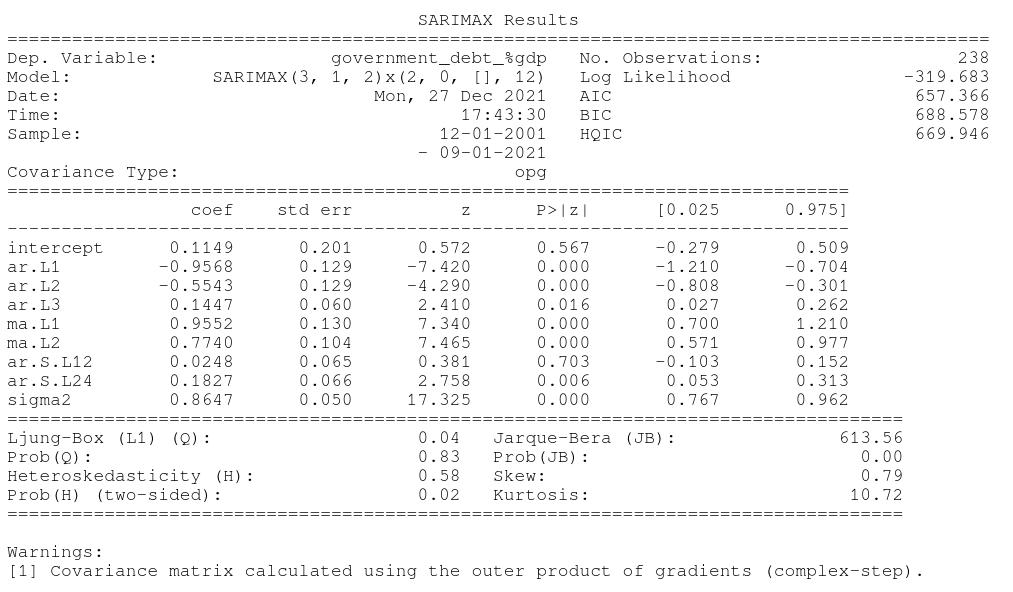 SARIMAX Results
==============================================================================================
Dep. Variable: government_debt_%gdp No. Observations: 238
Model: SARIMAX(3, 1, 2)x(2, 0, [], 12) Log Likelihood -319.683
Date: Mon, 27 Dec 2021 AIC 657.366
Time: 17:43:30 BIC 688.578
Sample: 12-01-2001 HQIC 669.946
- 09-01-2021
Covariance Type: opg
==============================================================================
coef std err z P>|z| [0.025 0.975]
------------------------------------------------------------------------------
intercept 0.1149 0.201 0.572 0.567 -0.279 0.509
ar.L1 -0.9568 0.129 -7.420 0.000 -1.210 -0.704
ar.L2 -0.5543 0.129 -4.290 0.000 -0.808 -0.301
ar.L3 0.1447 0.060 2.410 0.016 0.027 0.262
ma.L1 0.9552 0.130 7.340 0.000 0.700 1.210
ma.L2 0.7740 0.104 7.465 0.000 0.571 0.977
ar.S.L12 0.0248 0.065 0.381 0.703 -0.103 0.152
ar.S.L24 0.1827 0.066 2.758 0.006 0.053 0.313
sigma2 0.8647 0.050 17.325 0.000 0.767 0.962
===================================================================================
Ljung-Box (L1) (Q): 0.04 Jarque-Bera (JB): 613.56
Prob(Q): 0.83 Prob(JB): 0.00
Heteroskedasticity (H): 0.58 Skew: 0.79
Prob(H) (two-sided): 0.02 Kurtosis: 10.72
===================================================================================
Warnings:
[1] Covariance matrix calculated using the outer product of gradients (complex-step).